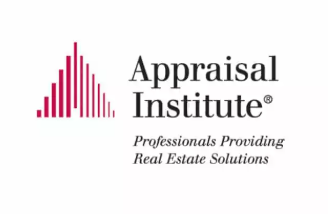 Appraisal
Institute®
Professionals Providing
Real Estate Solutions